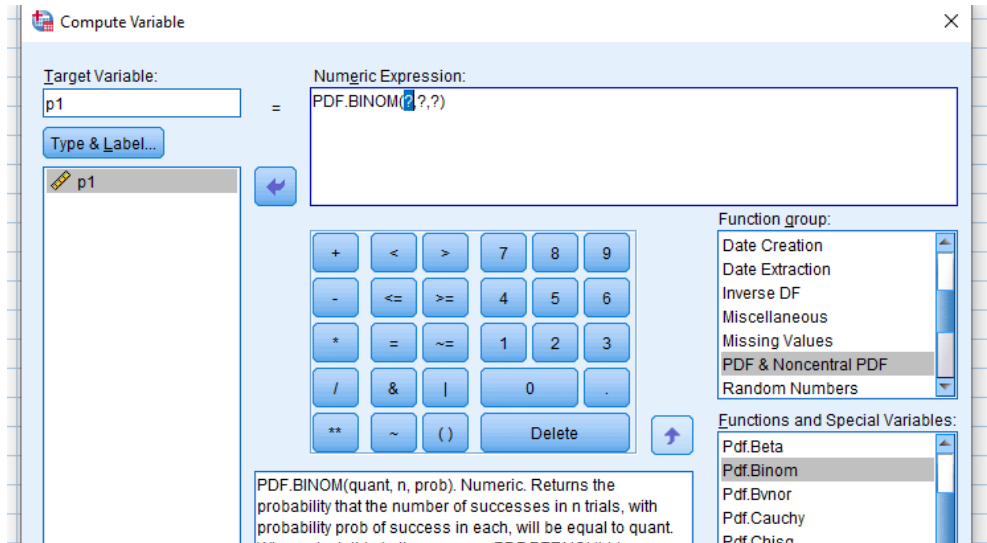 Compute Variable
Target Variable:
Numeric Expression:
p1
=
PDF.BINOM(?,?,?)
Type & Label...
p1
+ < > 7 8 9
- <= >= 4 5 6
* = ~= 1 2 3
/ & | 0 .
** ~ ( ) Delete
Function group:
Date Creation
Date Extraction
Inverse DF
Miscellaneous
Missing Values
PDF & Noncentral PDF
Random Numbers
Functions and Special Variables:
Pdf.Beta
Pdf.Binom
Pdf.Bvnor
Pdf.Cauchy
Pdf.Chisq
PDF.BINOM(quant, n, prob). Numeric. Returns the
probability that the number of successes in n trials, with
probability prob of success in each, will be equal to quant.